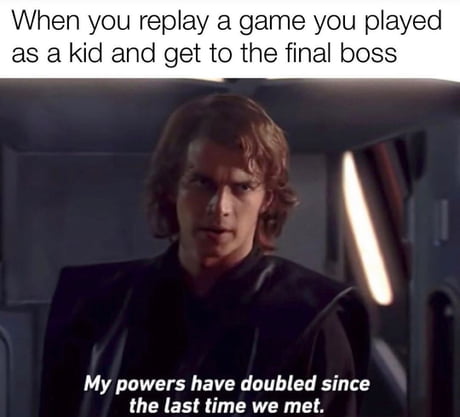 When you replay a game you played
as a kid and get to the final boss
My powers have doubled since
the last time we met.